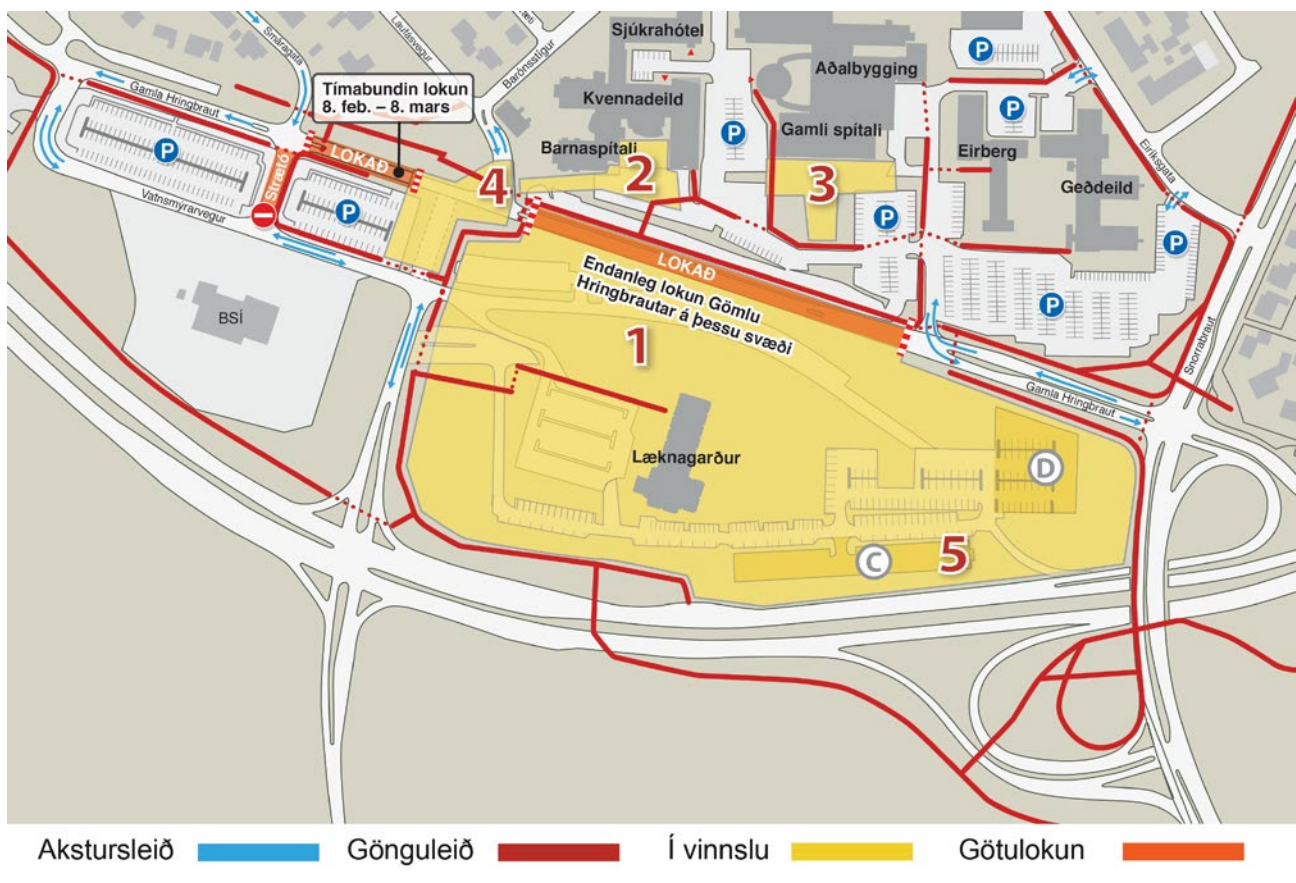 Smáragata
Laufásvegur
Barónsstígur
Sjúkrahótel
P
Aðalbygging
Tímabundin lokun
8. feb. – 8. mars
Gamla Hringbraut
Kvennadeild
P
P
Gamli spítali
Eirberg
Eiríksgata
P
LOKAÐ
Barnaspítali
2
3
Geðdeild
Strætó
4
Vatnsmýrarvegur
P
P
P
LOKAÐ
Endanleg lokun Gömlu
Hringbrautar á þessu svæði
P
BSÍ
1
Snorrabraut
Gamla Hringbraut
Læknagarður
D
C
5
Akstursleið
Gönguleið
Í vinnslu
Götulokun